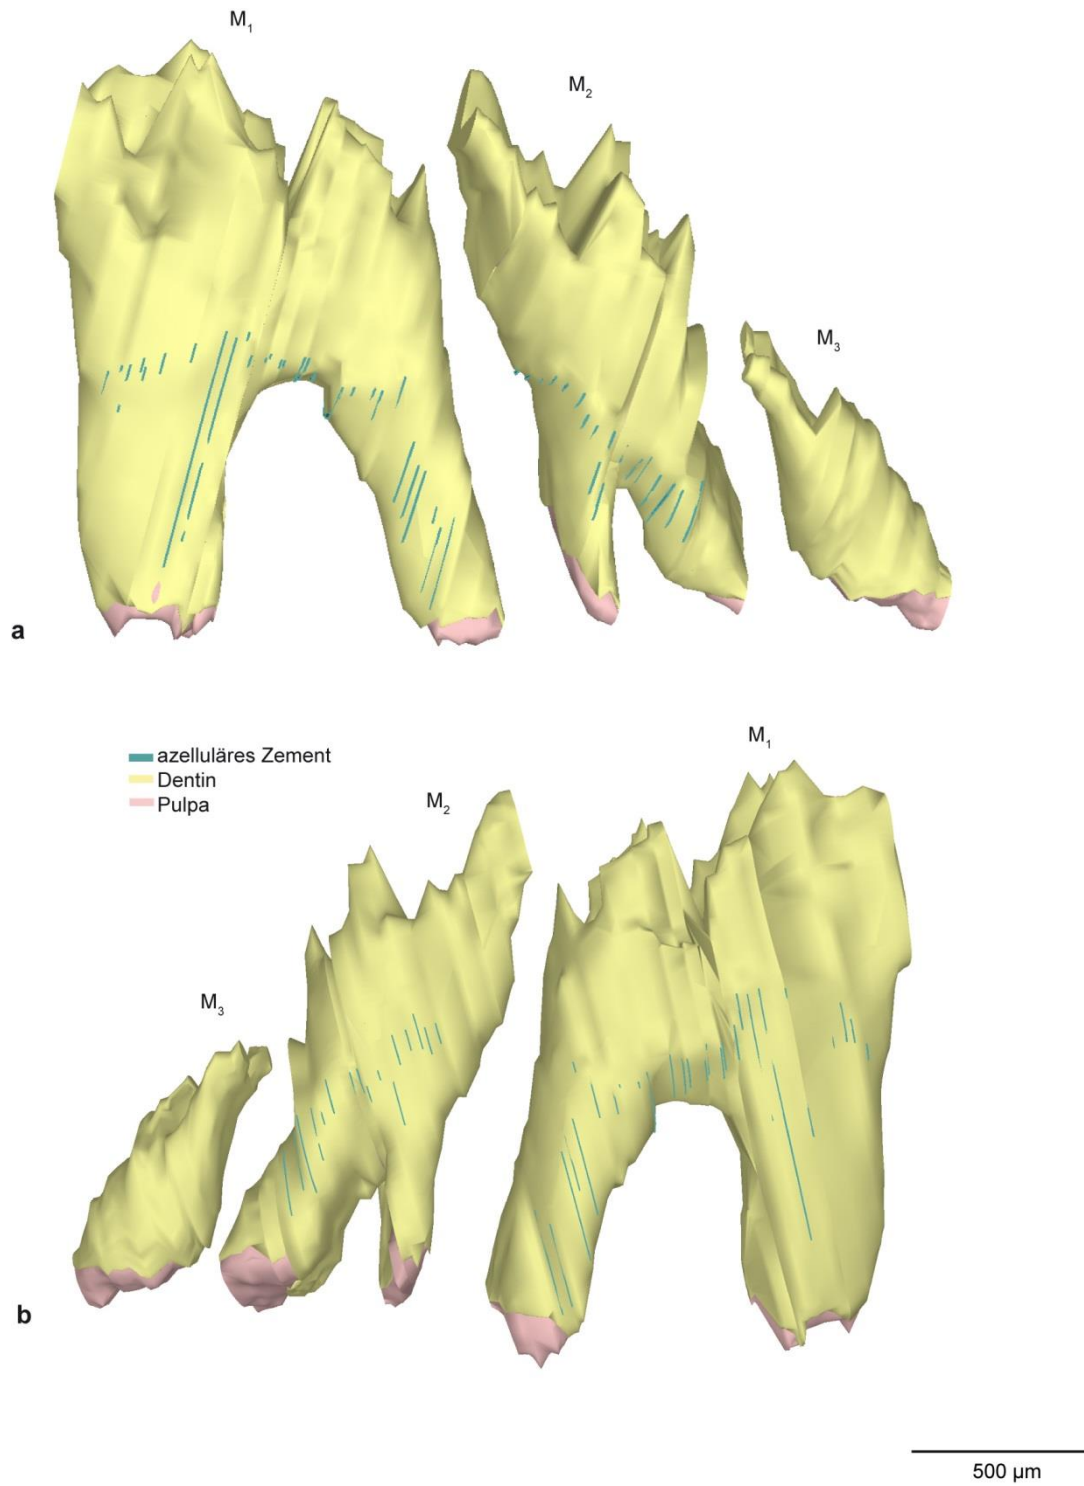 M₁
M₂
M₃
a
azelluläres Zement
Dentin
Pulpa
M₁
M₂
M₃
b
500 µm